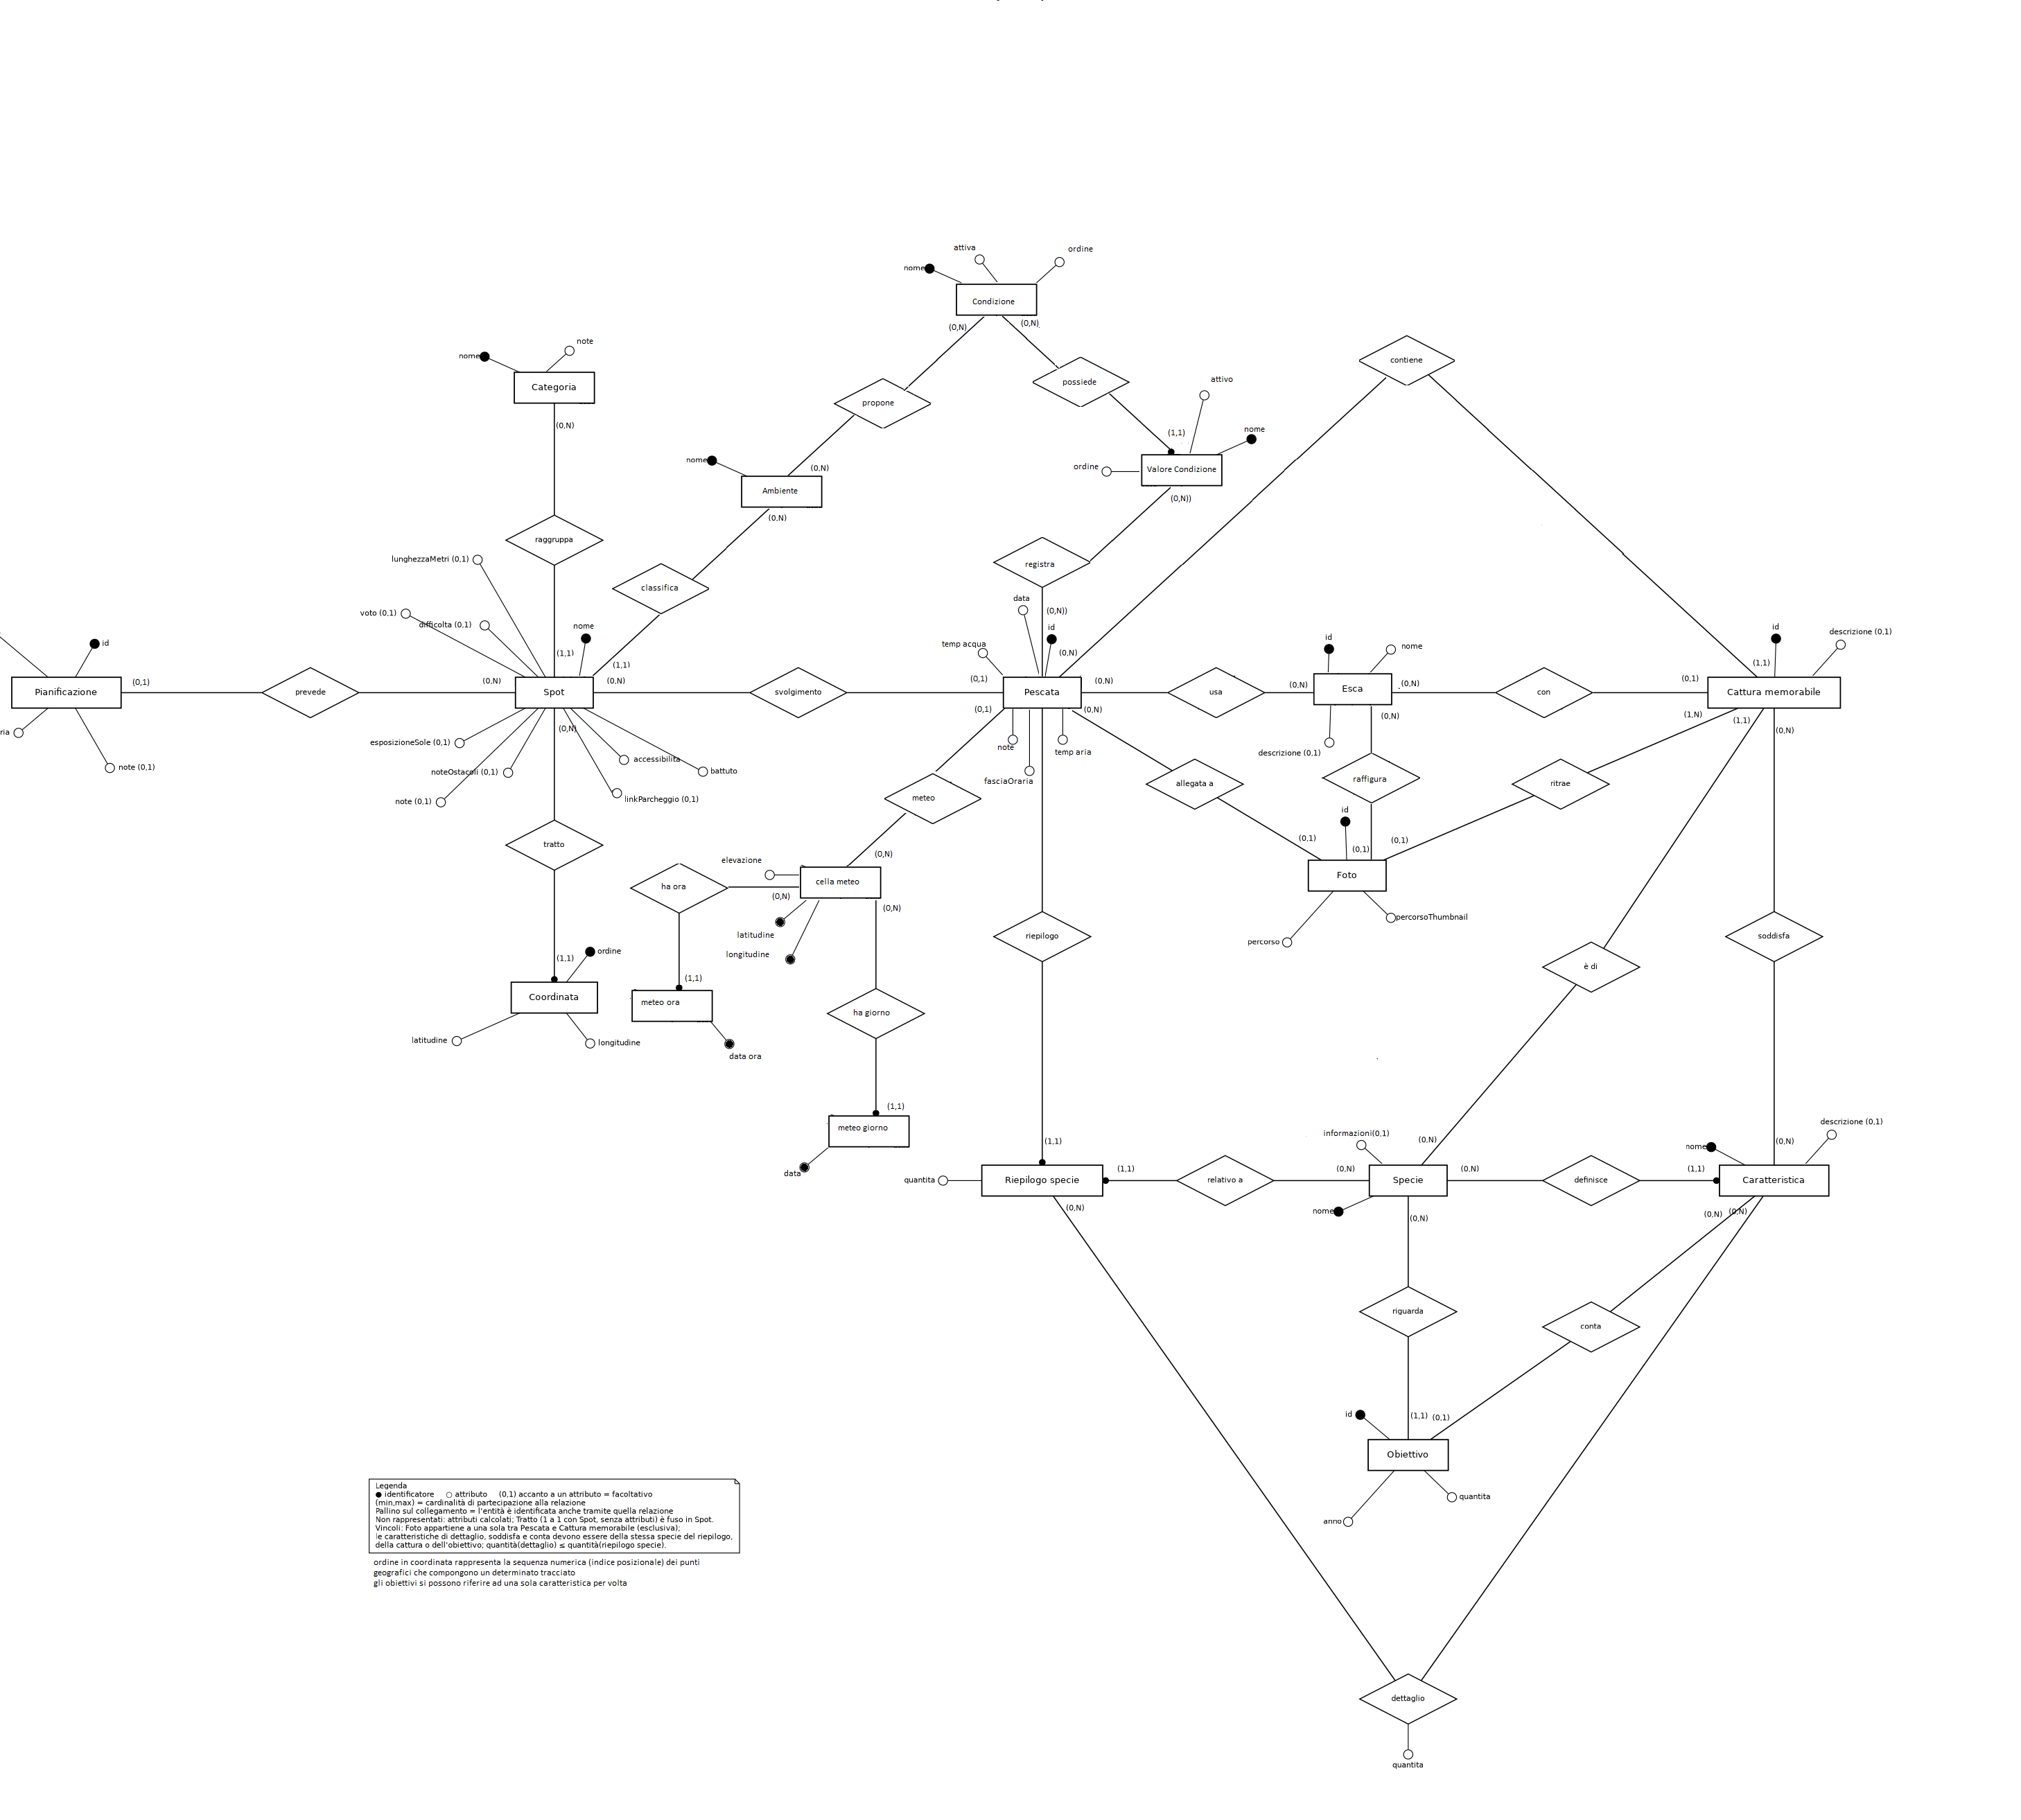 attiva
ordine
nome
Condizione
(0,N)
(0,N)
note
nome
contiene
Categoria
possiede
attivo
propone
(0,N)
(1,1)
nome
nome
(0,N)
ordine
Valore Condizione
Ambiente
(0,N))
(0,N)
raggruppa
lunghezzaMetri (0,1)
registra
classifica
data
voto (0,1)
(0,N))
difficolta (0,1)
nome
id
id
descrizione (0,1)
id
id
nome
temp acqua
(1,1)
(0,N)
(1,1)
(1,1)
(0,1)
(0,N)
(0,N)
(0,1)
(0,N)
(0,N)
(0,N)
(0,1)
Pianificazione
prevede
Spot
svolgimento
Pescata
usa
Esca
con
Cattura memorabile
(0,1)
(0,N)
(0,N)
(1,N)
(1,1)
(0,N)
ria
(0,N)
esposizioneSole (0,1)
note
temp aria
descrizione (0,1)
accessibilita
note (0,1)
noteOstacoli (0,1)
battuto
fasciaOraria
allegata a
raffigura
ritrae
note (0,1)
linkParcheggio (0,1)
meteo
id
tratto
(0,N)
(0,1)
(0,1)
(0,1)
elevazione
cella meteo
Foto
ha ora
(0,N)
(0,N)
percorsoThumbnail
latitudine
riepilogo
soddisfa
percorso
ordine
longitudine
(1,1)
è di
(1,1)
Coordinata
meteo ora
ha giorno
latitudine
longitudine
data ora
(1,1)
descrizione (0,1)
meteo giorno
informazioni(0,1)
(1,1)
(0,N)
(0,N)
nome
data
(1,1)
(0,N)
(0,N)
(1,1)
quantita
Riepilogo specie
relativo a
Specie
definisce
Caratteristica
(0,N)
nome
(0,N)
(0,N)
(0,N)
riguarda
conta
id
(1,1)
(0,1)
Obiettivo
quantita
anno
Legenda
● identificatore ○ attributo (0,1) accanto a un attributo = facoltativo
(min,max) = cardinalità di partecipazione alla relazione
Pallino sul collegamento = l'entità è identificata anche tramite quella relazione
Non rappresentati: attributi calcolati; Tratto (1 a 1 con Spot, senza attributi) è fuso in Spot.
Vincoli: Foto appartiene a una sola tra Pescata e Cattura memorabile (esclusiva);
le caratteristiche di dettaglio, soddisfa e conta devono essere della stessa specie del riepilogo,
della cattura o dell'obiettivo; quantità(dettaglio) ≤ quantità(riepilogo specie).
ordine in coordinata rappresenta la sequenza numerica (indice posizionale) dei punti
geografici che compongono un determinato tracciato
gli obiettivi si possono riferire ad una sola caratteristica per volta
dettaglio
quantita